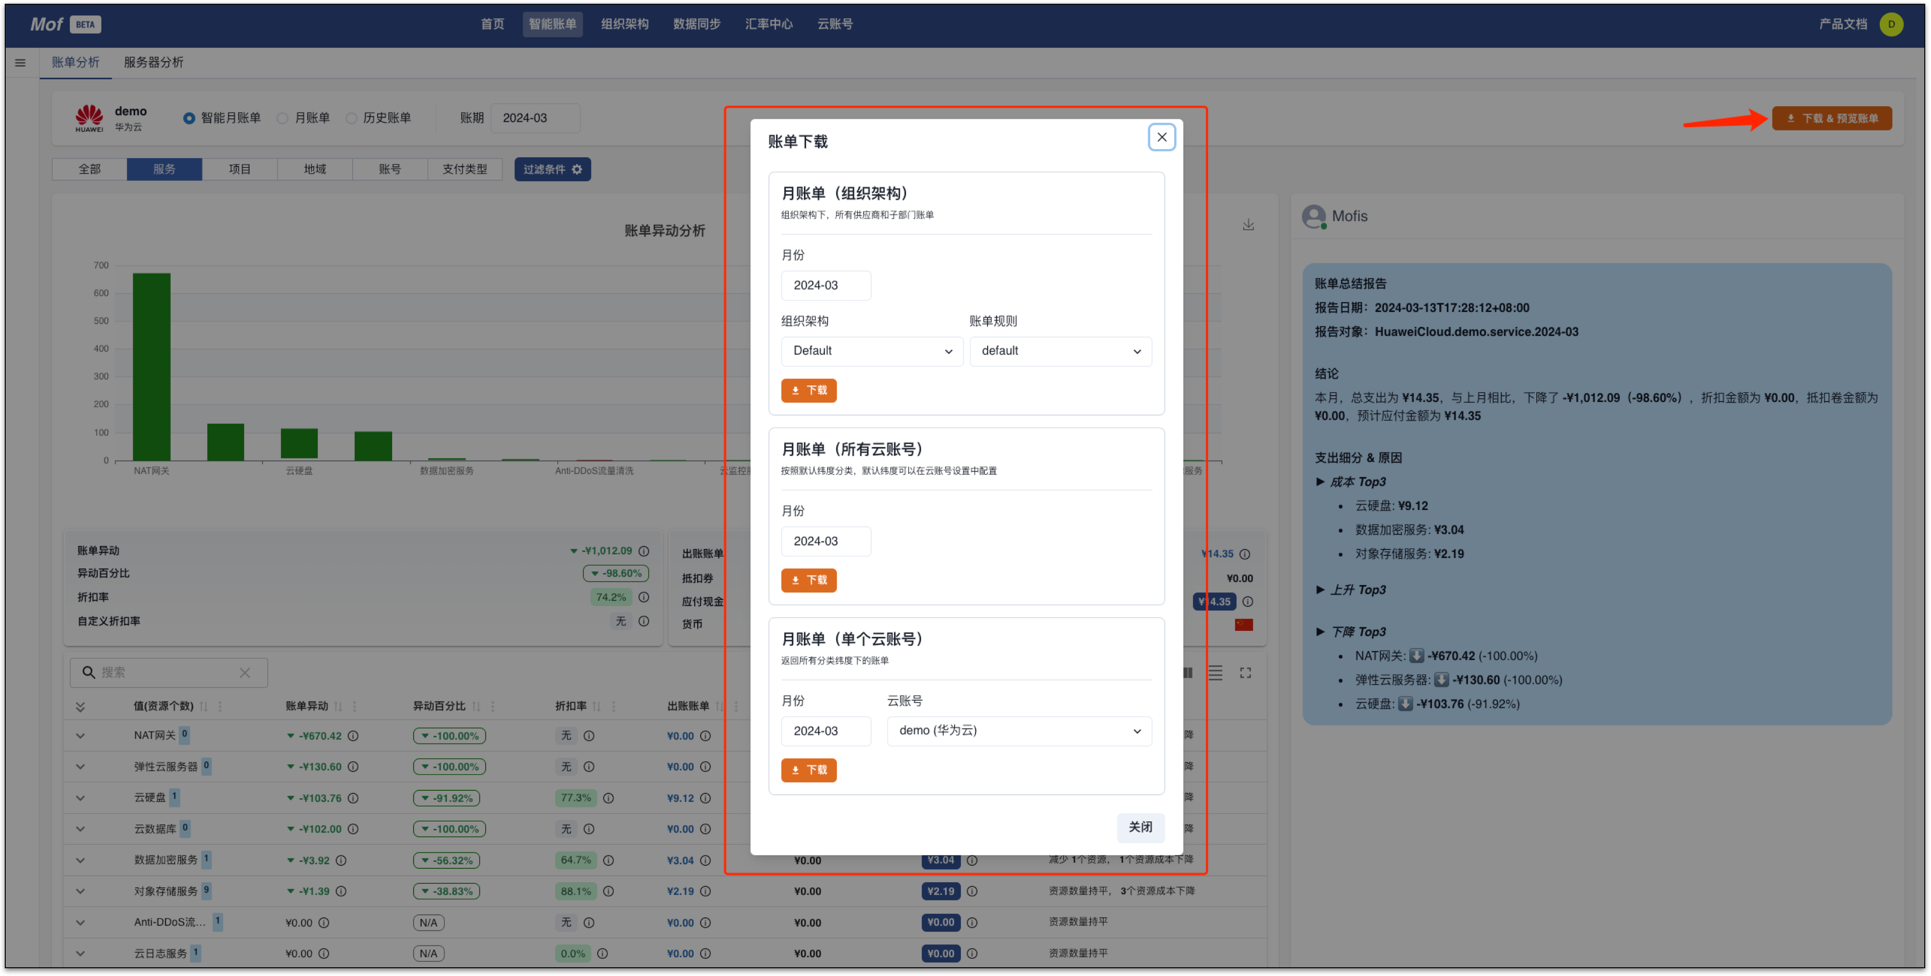 Mof BETA 首页 智能账单 组织架构 数据同步 汇率中心 云账号 产品文档 D
账单分析 服务器分析
HUAWEI demo 华为云 智能月账单 月账单 历史账单 账期 2024-03 下载 & 预览账单
全部 服务 项目 地域 账号 支付类型 过滤条件
账单异动分析
700
600
500
400
300
200
100
0
NAT网关 云硬盘 数据加密服务 Anti-DDoS流量清洗 云监控 服务
账单异动 -¥1,012.09
异动百分比 -98.60%
折扣率 74.2%
自定义折扣率 无
出账账单 ¥14.35
抵扣券 ¥0.00
应付现金 ¥14.35
货币
搜索
值(资源个数) 账单异动 异动百分比 折扣率 出账账单
NAT网关 0 -¥670.42 -100.00% 无 ¥0.00 降
弹性云服务器 0 -¥130.60 -100.00% 无 ¥0.00 降
云硬盘 1 -¥103.76 -91.92% 77.3% ¥9.12 降
云数据库 0 -¥102.00 -100.00% 无 ¥0.00 降
数据加密服务 1 -¥3.92 -56.32% 64.7% ¥3.04 ¥0.00 ¥3.04 减少 1个资源， 1个资源成本下降
对象存储服务 9 -¥1.39 -38.83% 88.1% ¥2.19 ¥0.00 ¥2.19 资源数量持平， 3个资源成本下降
Anti-DDoS流... 1 ¥0.00 N/A 无 ¥0.00 ¥0.00 ¥0.00 资源数量持平
云日志服务 1 ¥0.00 N/A 0.0% ¥0.00 ¥0.00 ¥0.00 资源数量持平
账单下载
月账单（组织架构）
组织架构下，所有供应商和子部门账单
月份
2024-03
组织架构 账单规则
Default default
下载
月账单（所有云账号）
按照默认纬度分类，默认纬度可以在云账号设置中配置
月份
2024-03
下载
月账单（单个云账号）
返回所有分类纬度下的账单
月份 云账号
2024-03 demo (华为云)
下载
关闭
Mofis
账单总结报告
报告日期：2024-03-13T17:28:12+08:00
报告对象：HuaweiCloud.demo.service.2024-03
结论
本月，总支出为 ¥14.35，与上月相比，下降了 -¥1,012.09（-98.60%），折扣金额为 ¥0.00，抵扣卷金额为
¥0.00，预计应付金额为 ¥14.35
支出细分 & 原因
▶ 成本 Top3
• 云硬盘: ¥9.12
• 数据加密服务: ¥3.04
• 对象存储服务: ¥2.19
▶ 上升 Top3
▶ 下降 Top3
• NAT网关: ⬇️ -¥670.42 (-100.00%)
• 弹性云服务器: ⬇️ -¥130.60 (-100.00%)
• 云硬盘: ⬇️ -¥103.76 (-91.92%)